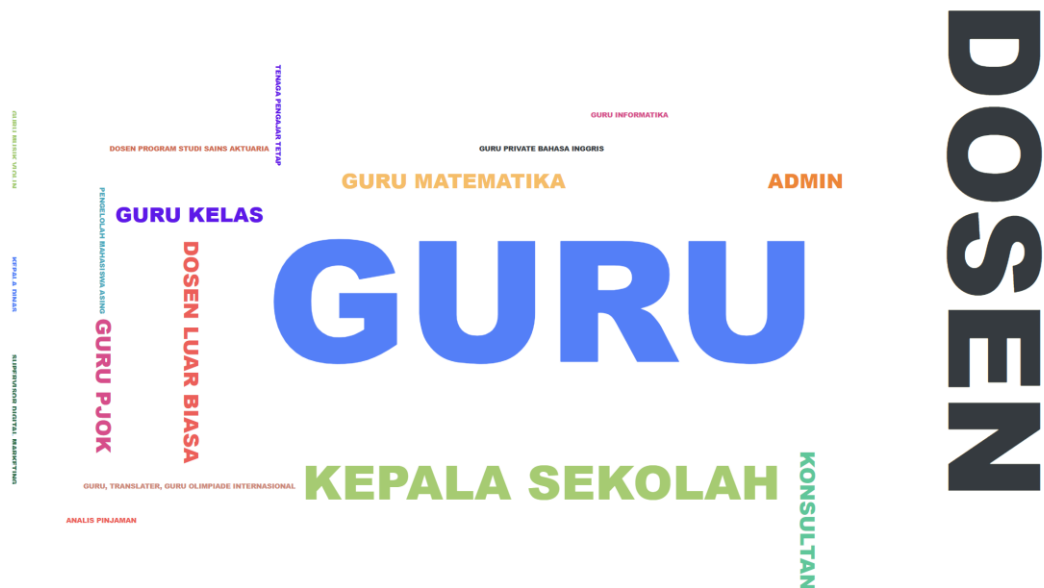 DOSEN
TENAGA PENGAJAR TETAP
GURU INFORMATIKA
DOSEN PROGRAM STUDI SAINS AKTUARIA
GURU PRIVATE BAHASA INGGRIS
GURU MATEMATIKA
ADMIN
PENGELOLAH MAHASISWA ASING
GURU KELAS
DOSEN LUAR BIASA
GURU
KEPALA DINAS
GURU PJOK
SUPERVISOR DIGITAL MARKETING
KEPALA SEKOLAH
KONSULTAN
GURU, TRANSLATER, GURU OLIMPIADE INTERNASIONAL
ANALIS PINJAMAN